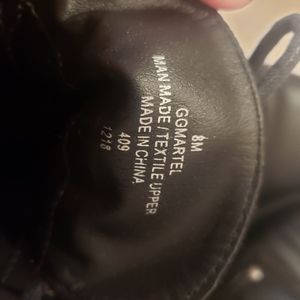 8M
GGMARTEL
MAN MADE / TEXTILE UPPER
MADE IN CHINA
409
1218